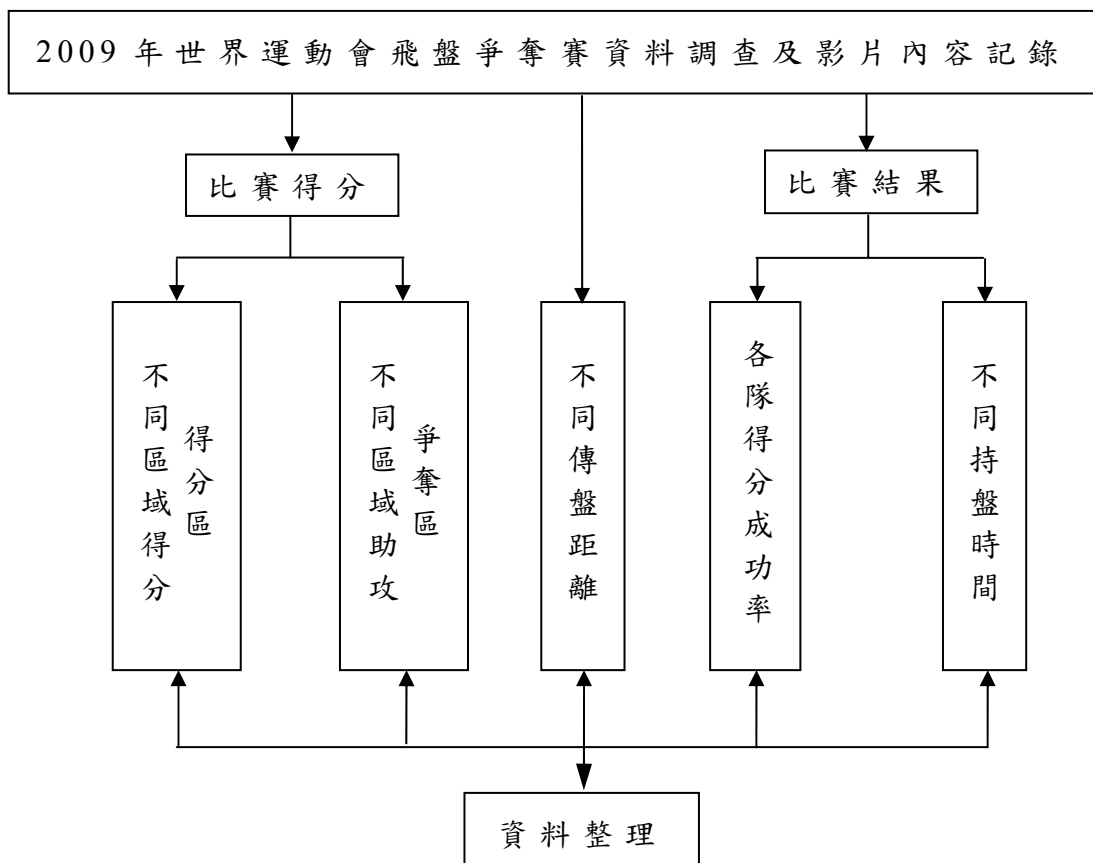 2009年世界運動會飛盤爭奪賽資料調查及影片內容記錄
比賽得分
比賽結果
得分區
不同區域得分
爭奪區
不同區域助攻
不同傳盤距離
各隊得分成功率
不同持盤時間
資料整理